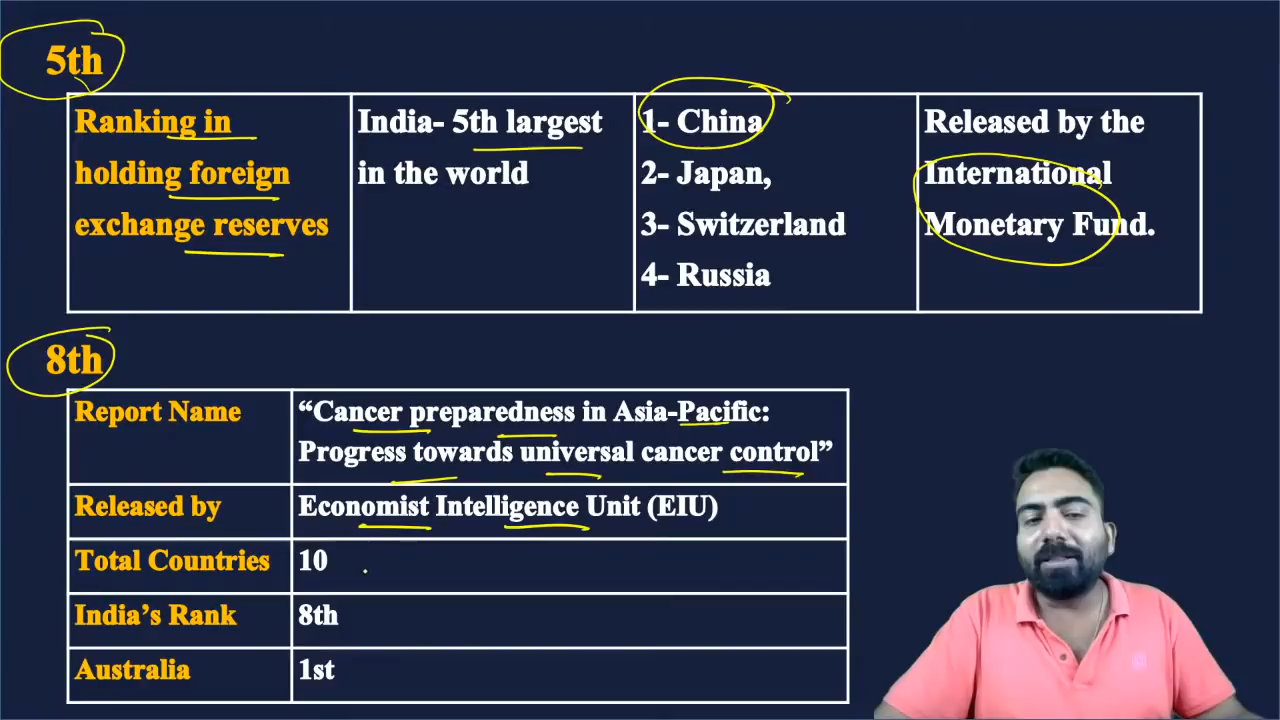 5th
Ranking in
holding foreign
exchange reserves
India- 5th largest
in the world
1- China
2- Japan,
3- Switzerland
4- Russia
Released by the
International
Monetary Fund.
8th
Report Name
“Cancer preparedness in Asia-Pacific:
Progress towards universal cancer control”
Released by
Economist Intelligence Unit (EIU)
Total Countries
10
India’s Rank
8th
Australia
1st